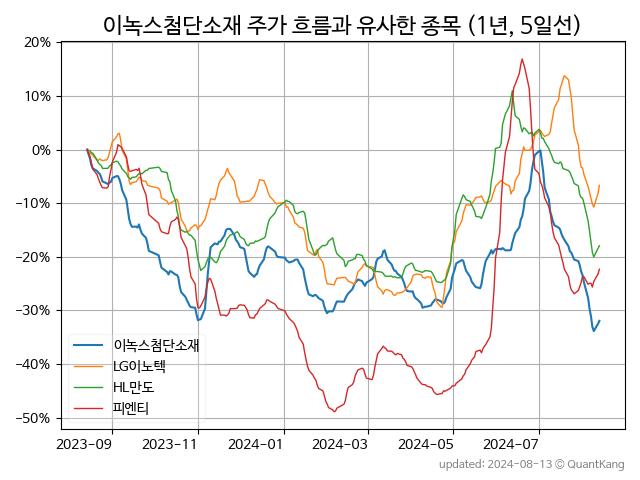 이녹스첨단소재 주가 흐름과 유사한 종목 (1년, 5일선)
20%
10%
0%
-10%
-20%
-30%
-40%
-50%
이녹스첨단소재
LG이노텍
HL만도
피엔티
2023-09
2023-11
2024-01
2024-03
2024-05
2024-07
updated: 2024-08-13 © QuantKang